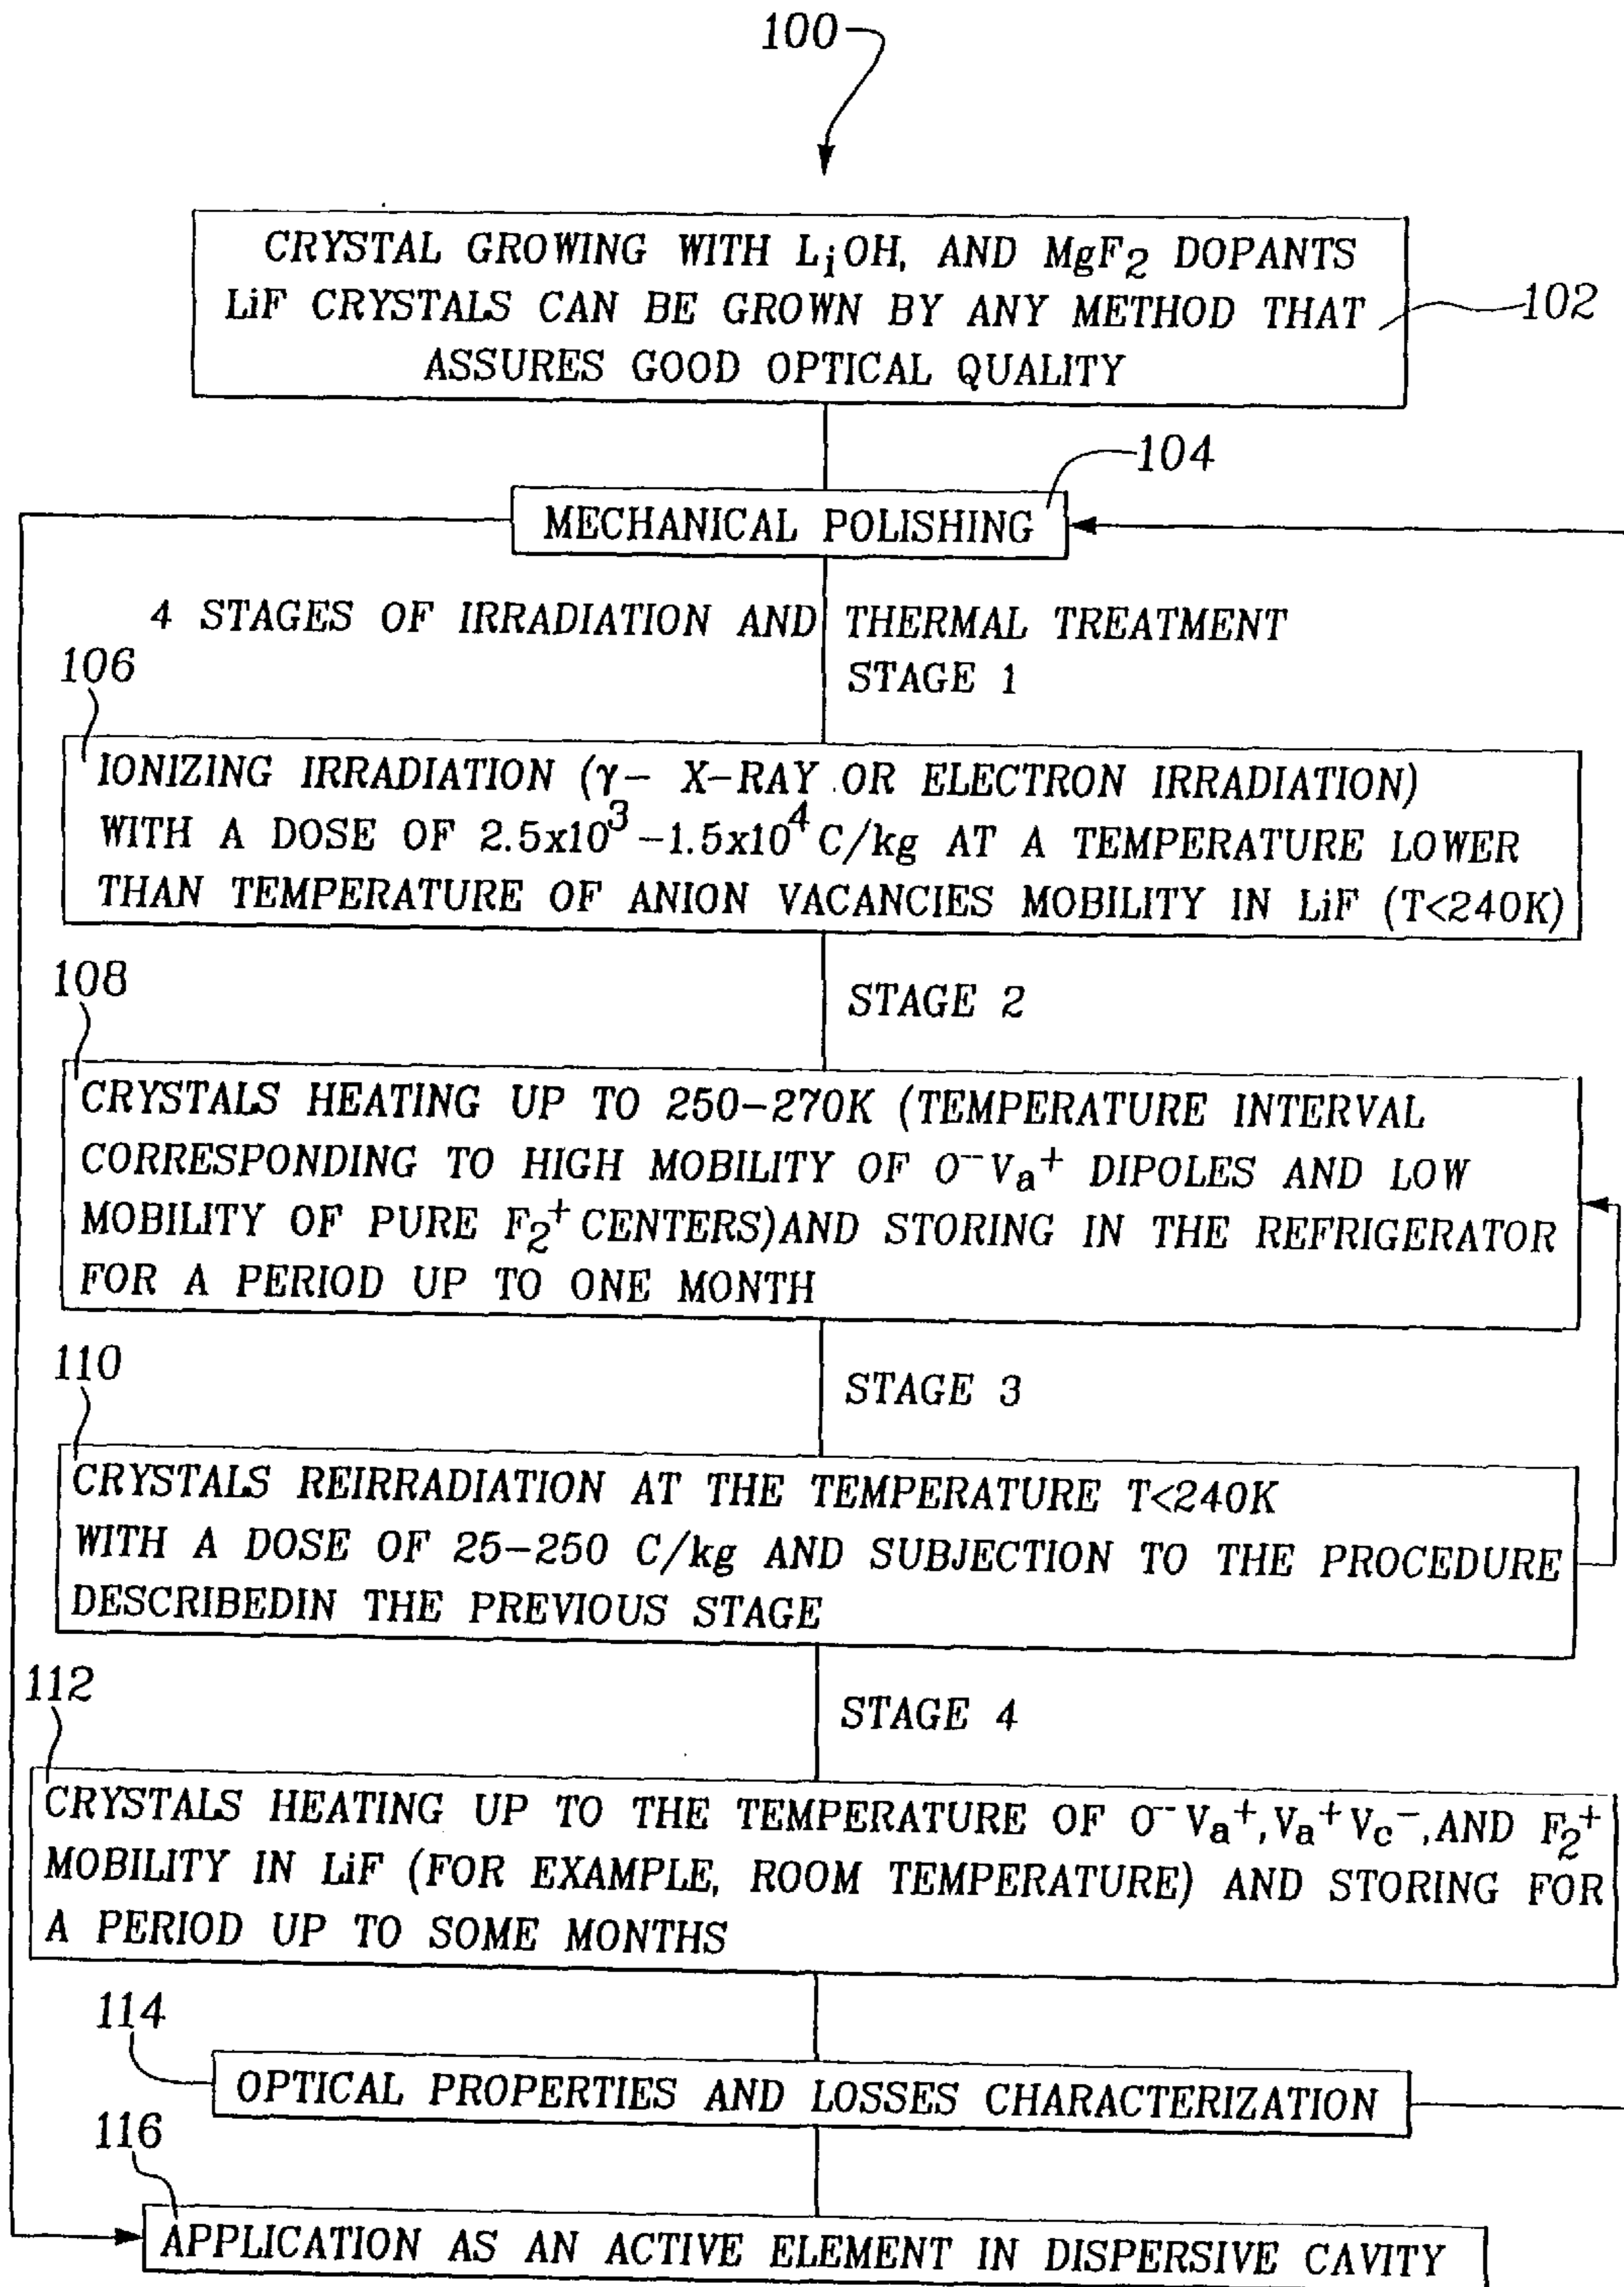 100
CRYSTAL GROWING WITH LiOH, AND MgF2 DOPANTS
LiF CRYSTALS CAN BE GROWN BY ANY METHOD THAT
ASSURES GOOD OPTICAL QUALITY
102
104
MECHANICAL POLISHING
4 STAGES OF IRRADIATION AND THERMAL TREATMENT
STAGE 1
106
IONIZING IRRADIATION (γ- X-RAY OR ELECTRON IRRADIATION)
WITH A DOSE OF 2.5x10³-1.5x10⁴ C/kg AT A TEMPERATURE LOWER
THAN TEMPERATURE OF ANION VACANCIES MOBILITY IN LiF (T<240K)
STAGE 2
108
CRYSTALS HEATING UP TO 250-270K (TEMPERATURE INTERVAL
CORRESPONDING TO HIGH MOBILITY OF O⁻⁻Va⁺ DIPOLES AND LOW
MOBILITY OF PURE F₂⁺ CENTERS)AND STORING IN THE REFRIGERATOR
FOR A PERIOD UP TO ONE MONTH
STAGE 3
110
CRYSTALS REIRRADIATION AT THE TEMPERATURE T<240K
WITH A DOSE OF 25-250 C/kg AND SUBJECTION TO THE PROCEDURE
DESCRIBEDIN THE PREVIOUS STAGE
STAGE 4
112
CRYSTALS HEATING UP TO THE TEMPERATURE OF O⁻⁻Va⁺,Va⁺Vc⁻,AND F₂⁺
MOBILITY IN LiF (FOR EXAMPLE, ROOM TEMPERATURE) AND STORING FOR
A PERIOD UP TO SOME MONTHS
114
OPTICAL PROPERTIES AND LOSSES CHARACTERIZATION
116
APPLICATION AS AN ACTIVE ELEMENT IN DISPERSIVE CAVITY